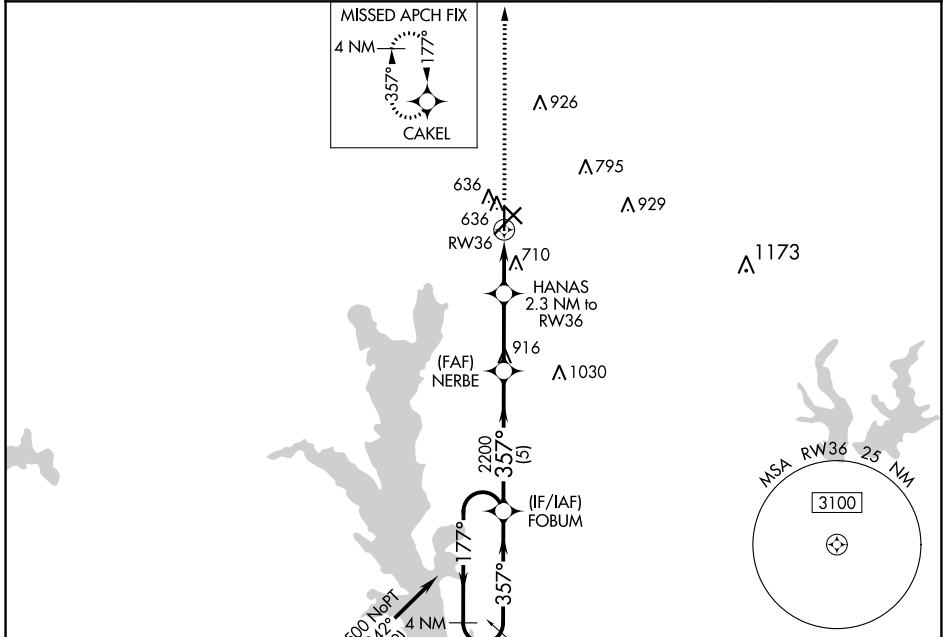 MISSED APCH FIX
4 NM
177°
357°
CAKEL
926
795
636
929
636
RW36
710
1173
HANAS
2.3 NM to
RW36
916
(FAF)
NERBE
1030
2200
357°
(5)
MSA RW36 25 NM
3100
(IF/IAF)
FOBUM
177°
357°
NoPT
4 NM